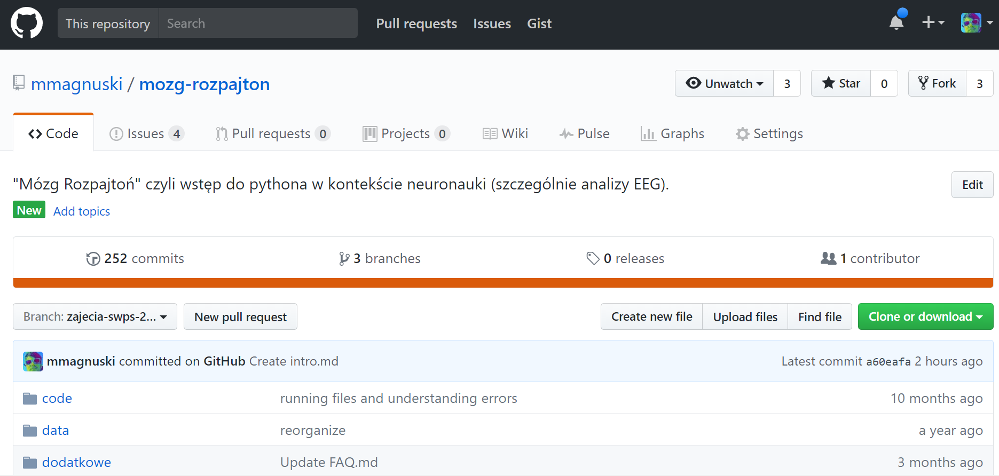 This repository Search Pull requests Issues Gist
mmagnuski / mozg-rozpajton Unwatch 3 Star 0 Fork 3
Code Issues 4 Pull requests 0 Projects 0 Wiki Pulse Graphs Settings
"Mózg Rozpajtoń" czyli wstęp do pythona w kontekście neuronauki (szczególnie analizy EEG). Edit
New Add topics
252 commits 3 branches 0 releases 1 contributor
Branch: zajecia-swps-2... New pull request Create new file Upload files Find file Clone or download
mmagnuski committed on GitHub Create intro.md Latest commit a60eafa 2 hours ago
code running files and understanding errors 10 months ago
data reorganize a year ago
dodatkowe Update FAQ.md 3 months ago